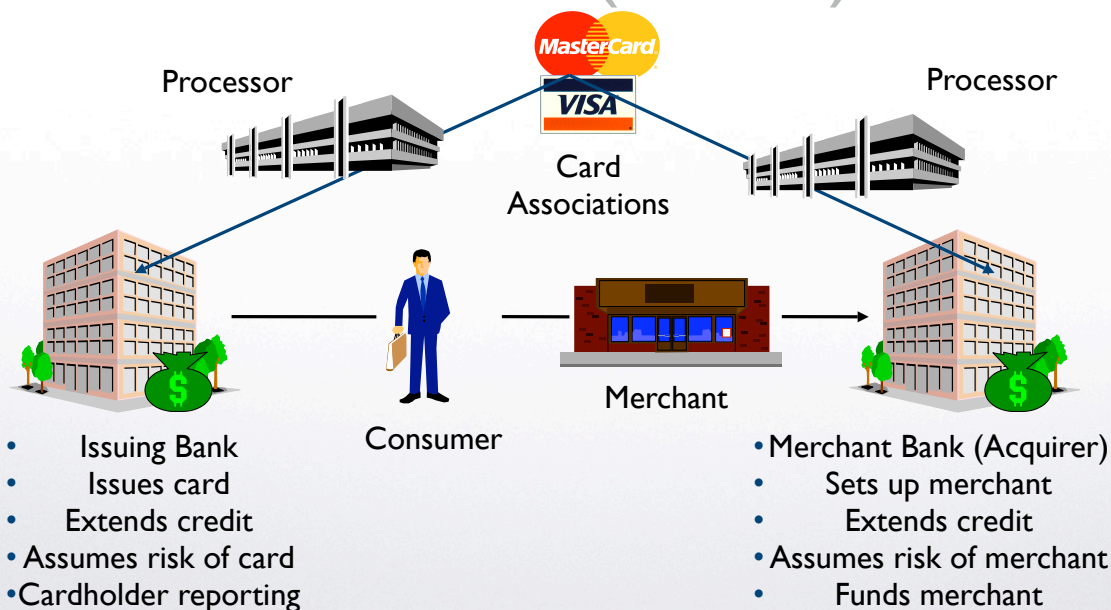 MasterCard
VISA
Processor
Processor
Card
Associations
Consumer
Merchant
$
$
• Issuing Bank
• Issues card
• Extends credit
• Assumes risk of card
• Cardholder reporting
• Merchant Bank (Acquirer)
• Sets up merchant
• Extends credit
• Assumes risk of merchant
• Funds merchant